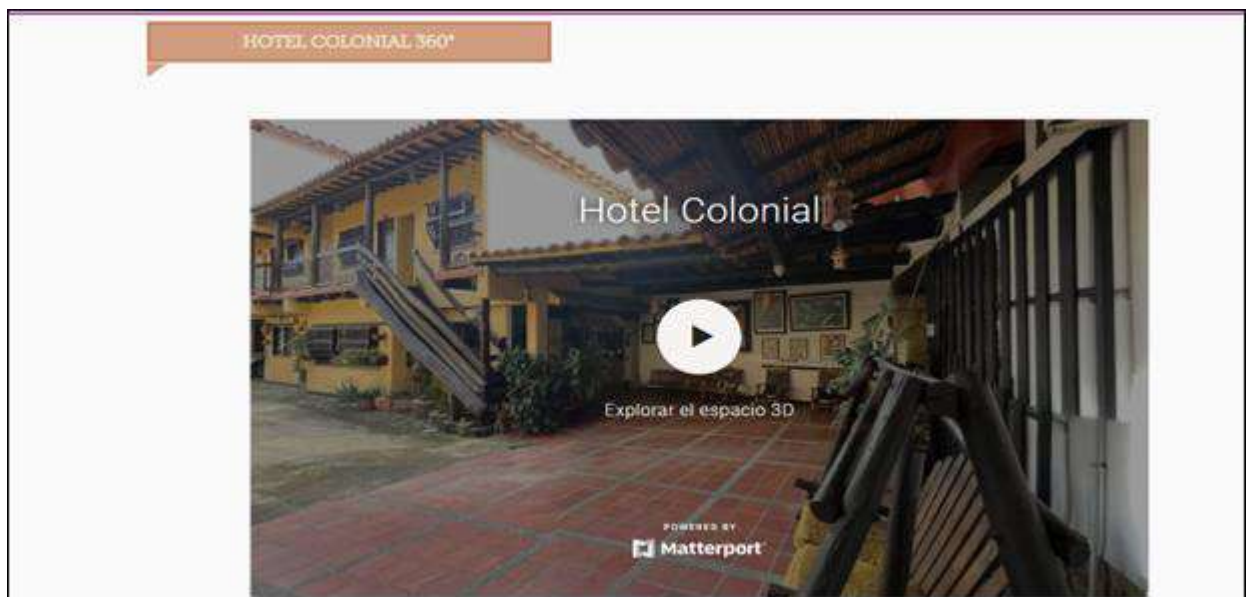 HOTEL COLONIAL 360°
Hotel Colonial
Explorar el espacio 3D
POWERED BY
Matterport